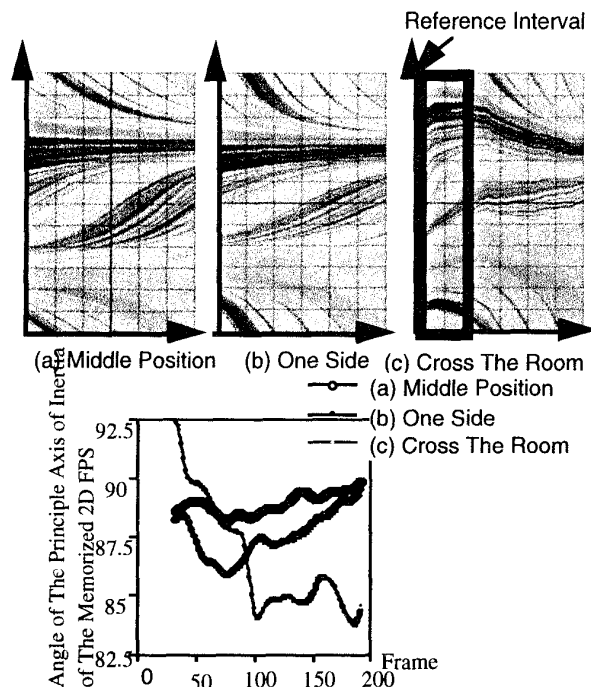 Reference Interval
(a) Middle Position
(b) One Side
(c) Cross The Room
(a) Middle Position
(b) One Side
(c) Cross The Room
Angle of The Principle Axis of Inertia
of The Memorized 2D FPS
92.5
90
87.5
85
82.5
0
50
100
150
200
Frame